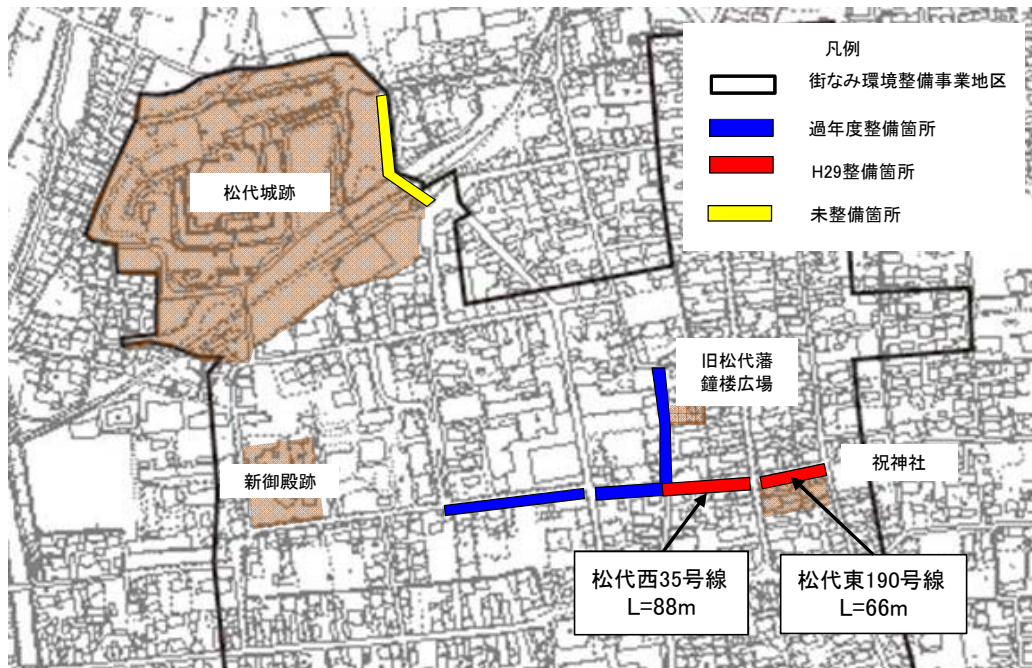 凡例
街なみ環境整備事業地区
過年度整備箇所
H29整備箇所
未整備箇所
松代城跡
旧松代藩
鐘楼広場
新御殿跡
祝神社
松代西35号線
L=88m
松代東190号線
L=66m